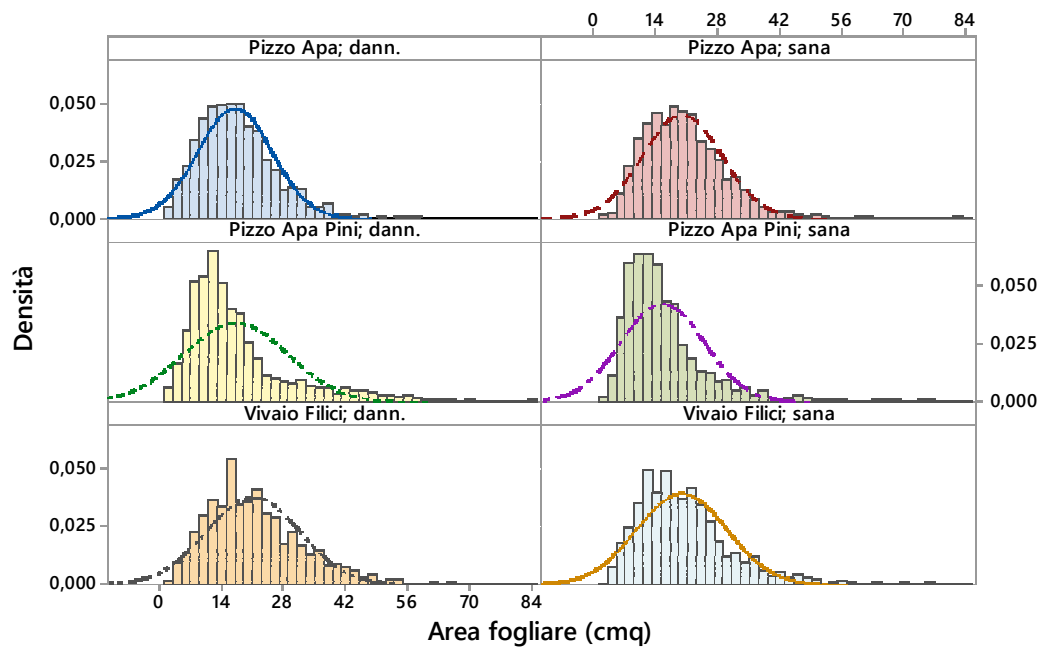 0 14 28 42 56 70 84
Pizzo Apa; dann. Pizzo Apa; sana
0,050
0,025
0,000
Pizzo Apa Pini; dann. Pizzo Apa Pini; sana
0,050
0,025
0,000
Vivaio Filici; dann. Vivaio Filici; sana
0,050
0,025
0,000
0 14 28 42 56 70 84
Densità
Area fogliare (cmq)